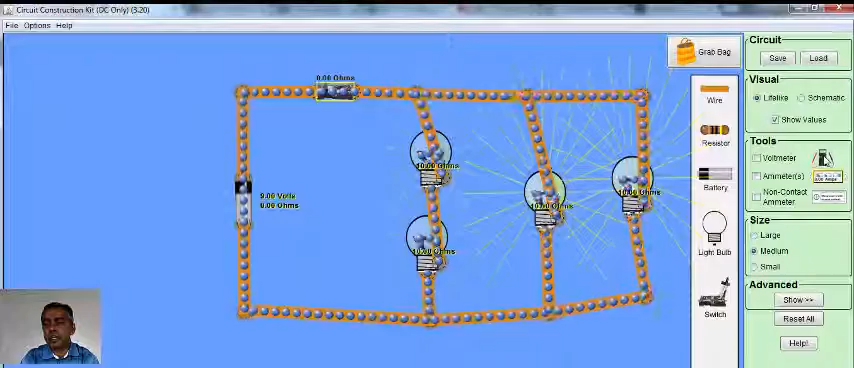 Circuit Construction Kit (DC Only) (3.20)
File Options Help
Grab Bag
Wire
Resistor
Battery
Light Bulb
Switch
0.00 Ohms
10.00 Ohms
10.00 Ohms
10.00 Ohms
9.00 Volts
0.00 Ohms
10.00 Ohms
Circuit
Save Load
Visual
Lifelike Schematic
Show Values
Tools
Voltmeter
Ammeter(s)
0.00 Amps
Non-Contact
Ammeter
Size
Large
Medium
Small
Advanced
Show >>
Reset All
Help!